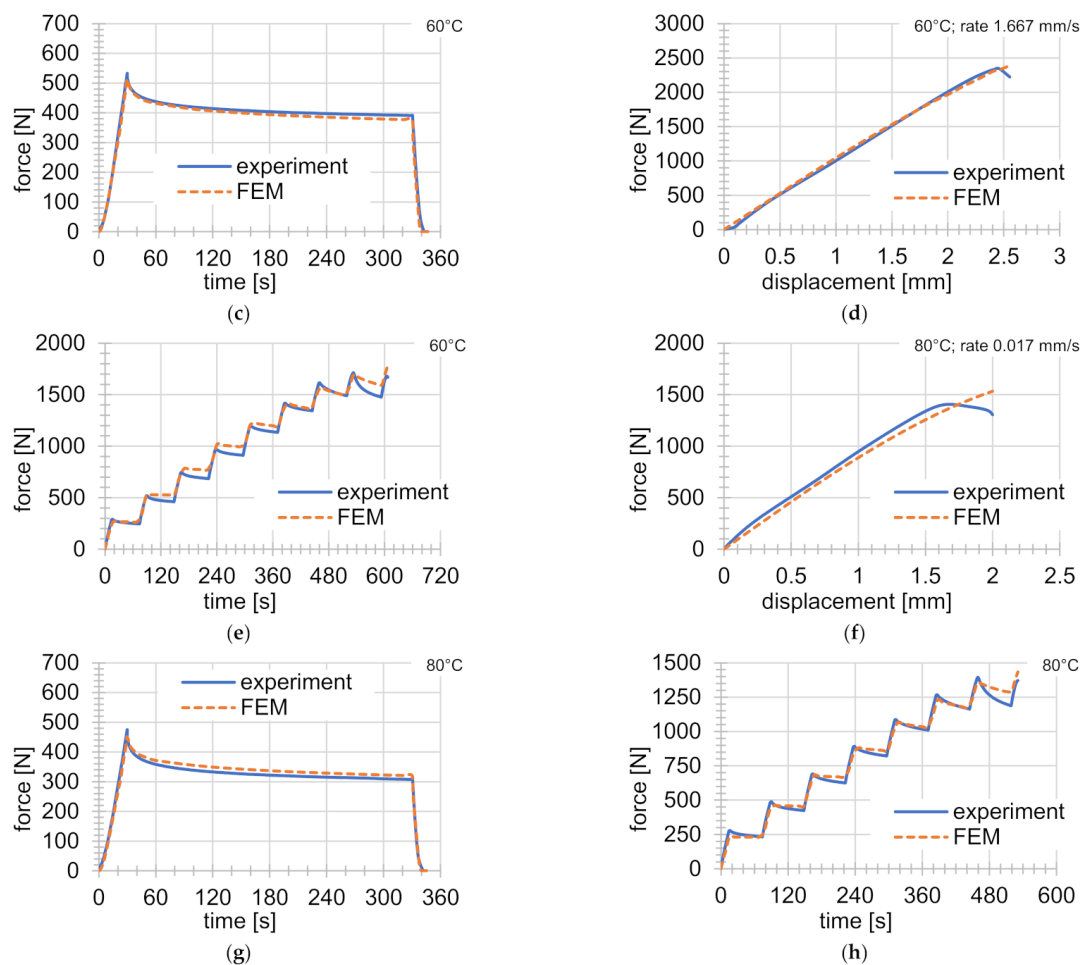 700
60°C
600
500
400
300
200
100
0
force [N]
experiment
FEM
0 60 120 180 240 300 360
time [s]
(c)
3000
60°C; rate 1.667 mm/s
2500
2000
1500
1000
500
0
force [N]
experiment
FEM
0 0.5 1 1.5 2 2.5 3
displacement [mm]
(d)
2000
60°C
1500
1000
500
0
force [N]
experiment
FEM
0 120 240 360 480 600 720
time [s]
(e)
2000
80°C; rate 0.017 mm/s
1500
1000
500
0
force [N]
experiment
FEM
0 0.5 1 1.5 2 2.5
displacement [mm]
(f)
700
80°C
600
500
400
300
200
100
0
force [N]
experiment
FEM
0 60 120 180 240 300 360
time [s]
(g)
1500
80°C
1250
1000
750
500
250
0
force [N]
experiment
FEM
0 120 240 360 480 600
time [s]
(h)